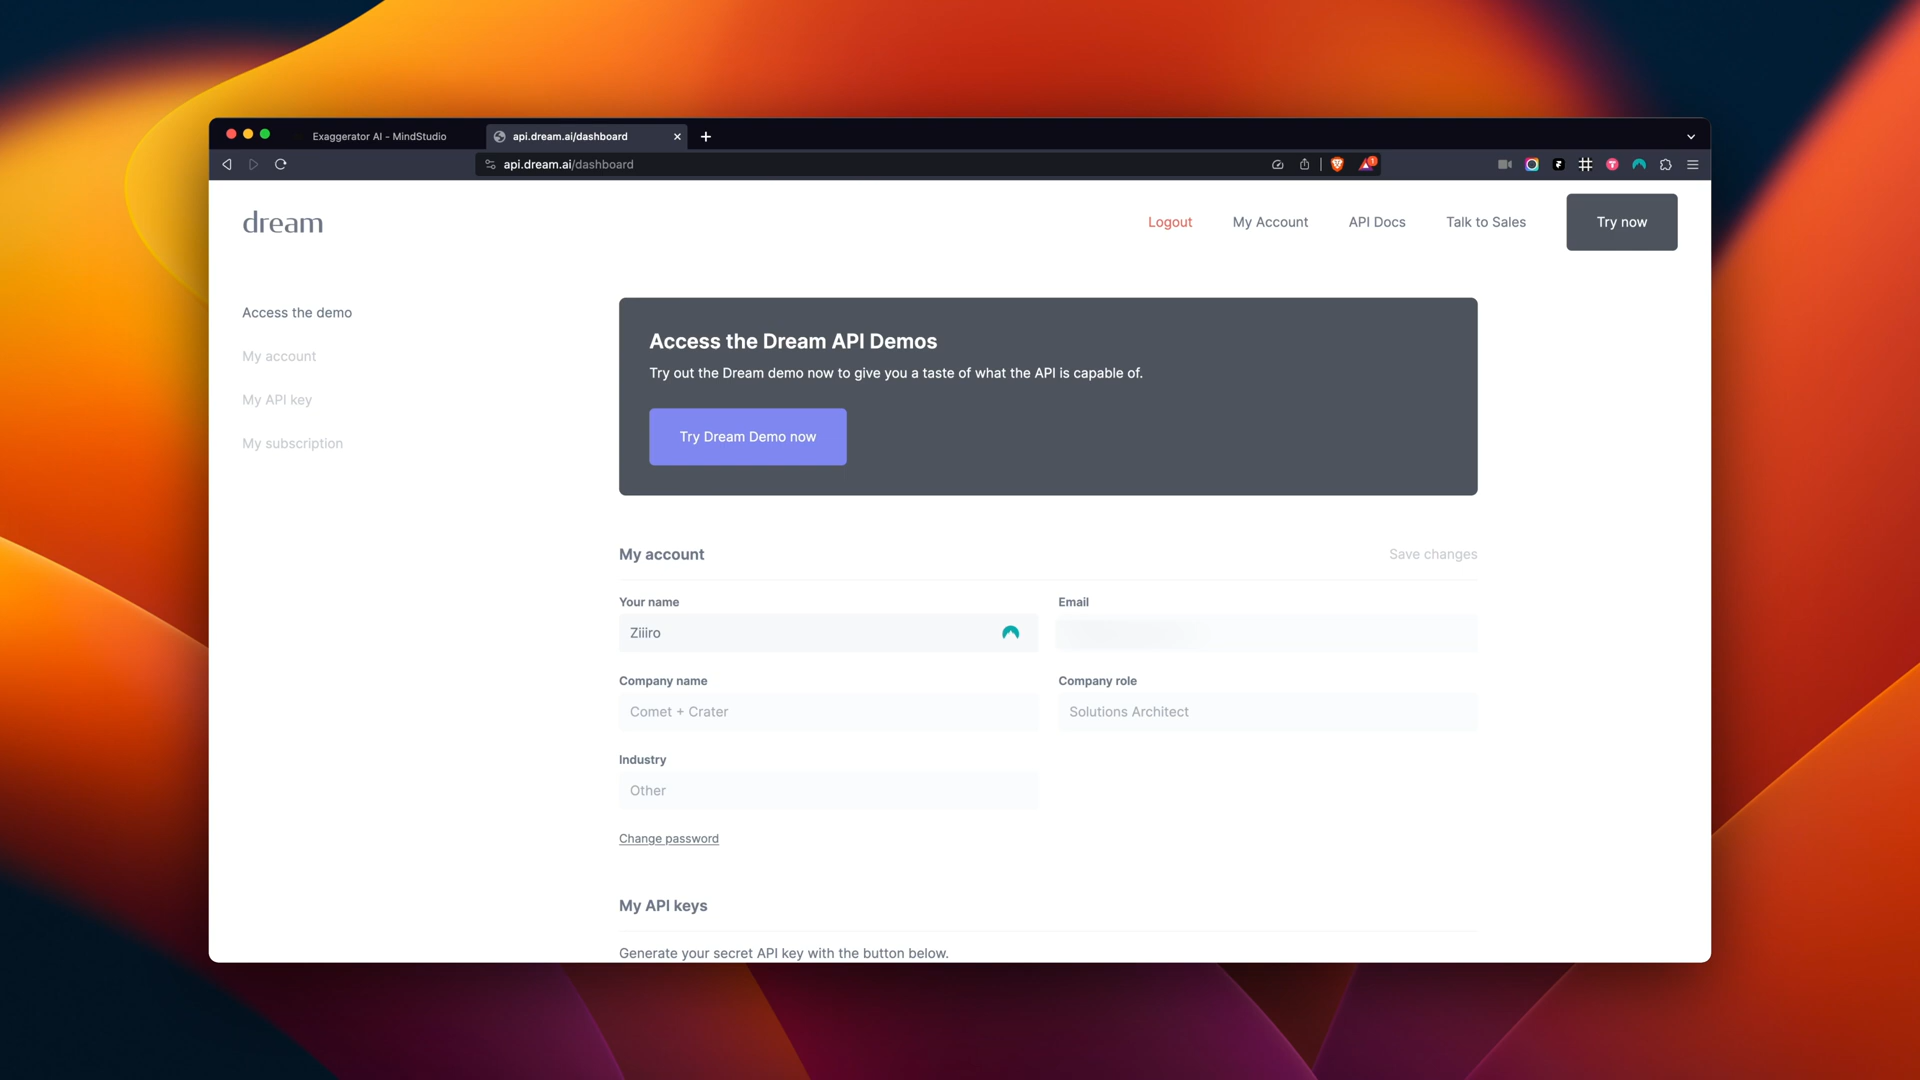 Exaggerator AI - MindStudio
api.dream.ai/dashboard
api.dream.ai/dashboard
1
dream
Logout
My Account
API Docs
Talk to Sales
Try now
Access the demo
My account
My API key
My subscription
Access the Dream API Demos
Try out the Dream demo now to give you a taste of what the API is capable of.
Try Dream Demo now
My account
Save changes
Your name
Email
Ziiiro
Company name
Company role
Comet + Crater
Solutions Architect
Industry
Other
Change password
My API keys
Generate your secret API key with the button below.